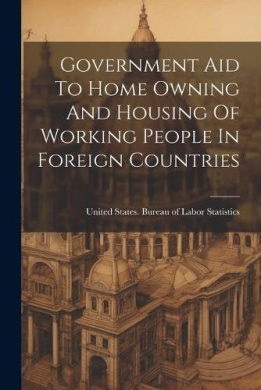 Government Aid
To Home Owning
And Housing Of
Working People In
Foreign Countries
United States. Bureau of Labor Statistics